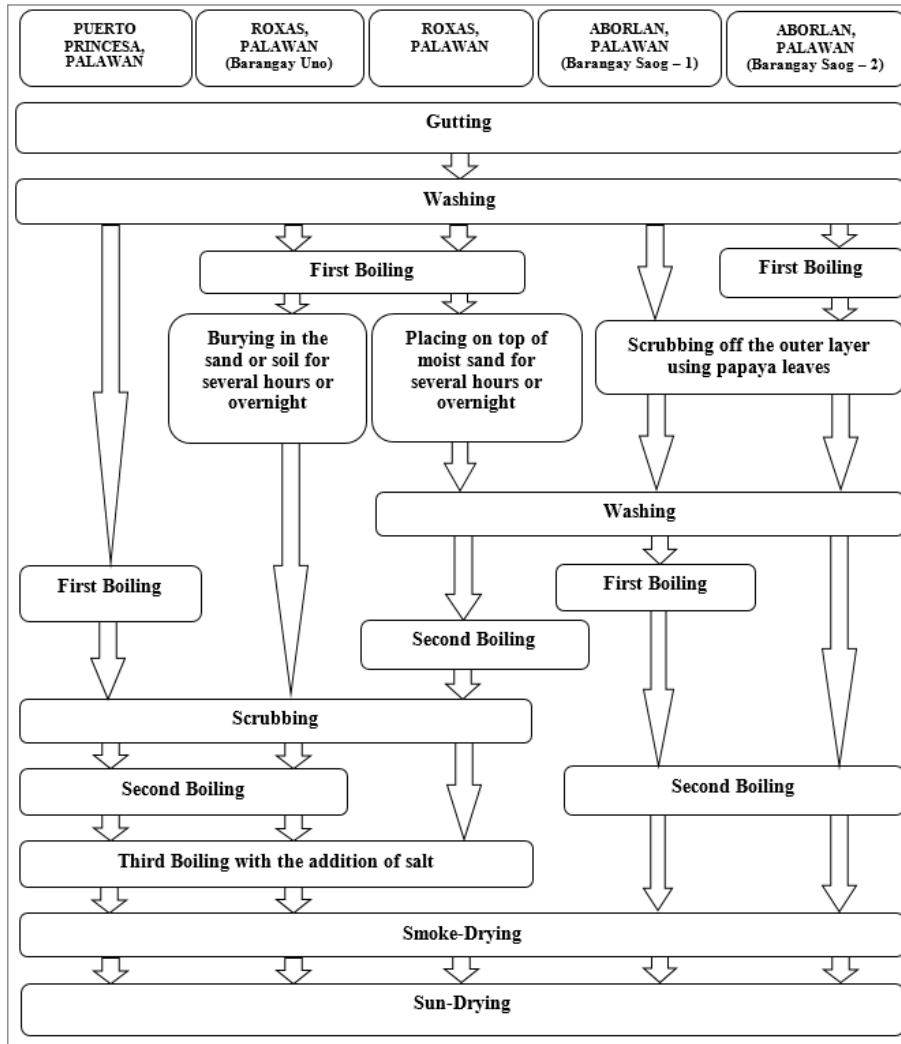 PUERTO
PRINCESA,
PALAWAN
ROXAS,
PALAWAN
(Barangay Uno)
ROXAS,
PALAWAN
ABORLAN,
PALAWAN
(Barangay Saog – 1)
ABORLAN,
PALAWAN
(Barangay Saog – 2)
Gutting
Washing
First Boiling
First Boiling
Burying in the
sand or soil for
several hours or
overnight
Placing on top of
moist sand for
several hours or
overnight
Scrubbing off the outer layer
using papaya leaves
Washing
First Boiling
First Boiling
Second Boiling
Scrubbing
Second Boiling
Second Boiling
Third Boiling with the addition of salt
Smoke-Drying
Sun-Drying